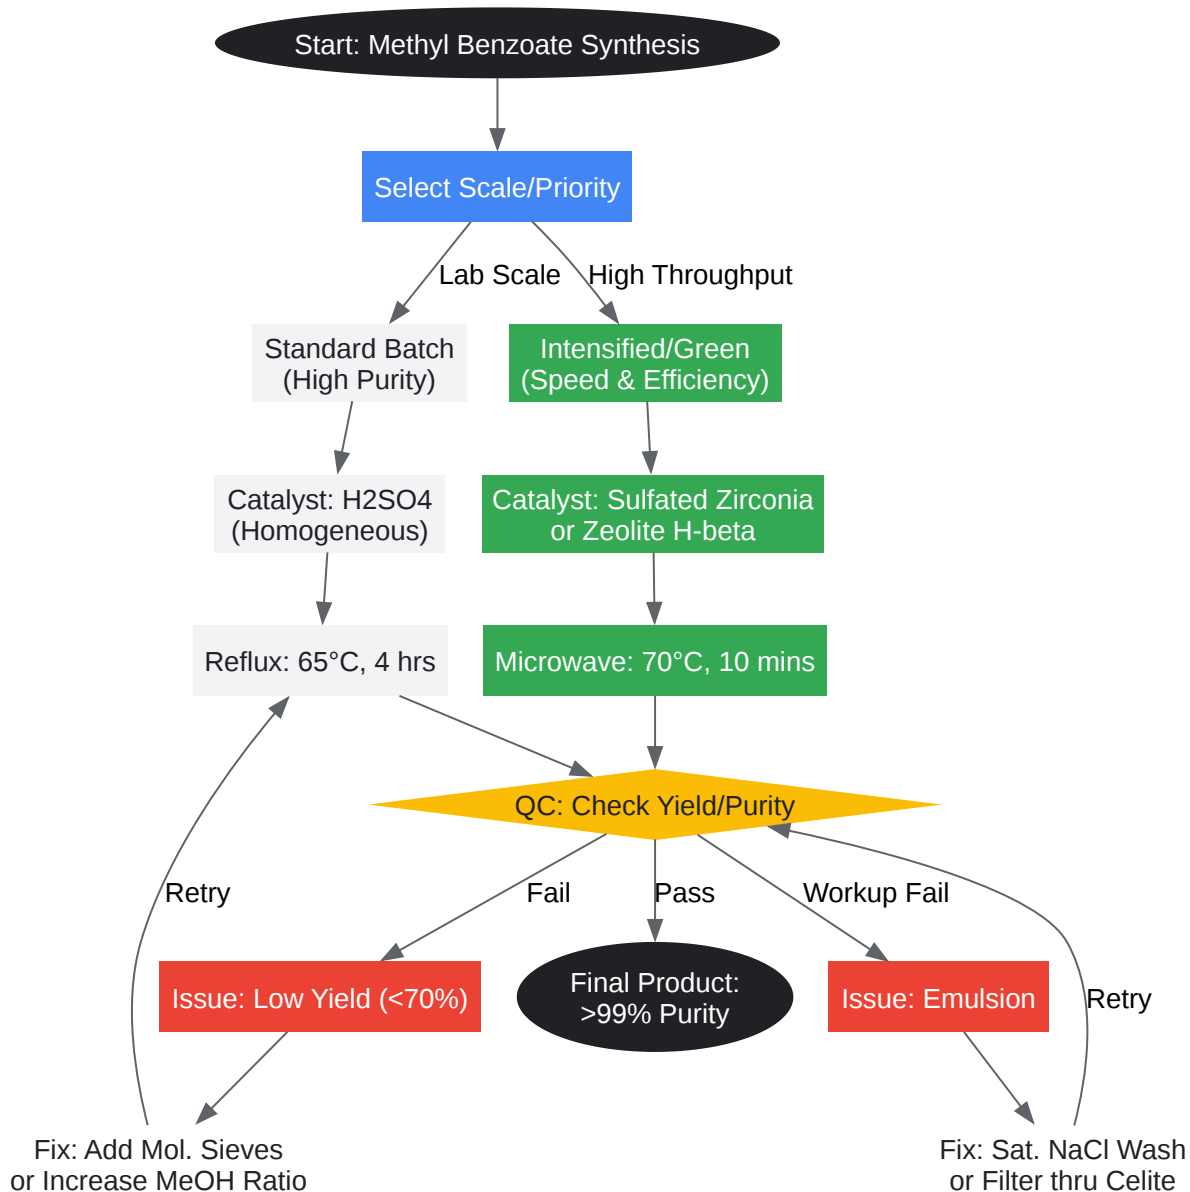 Start: Methyl Benzoate Synthesis
Select Scale/Priority
Lab Scale
High Throughput
Standard Batch
(High Purity)
Intensified/Green
(Speed & Efficiency)
Catalyst: H2SO4
(Homogeneous)
Catalyst: Sulfated Zirconia
or Zeolite H-beta
Reflux: 65°C, 4 hrs
Microwave: 70°C, 10 mins
QC: Check Yield/Purity
Retry
Fail
Pass
Workup Fail
Issue: Low Yield (<70%)
Final Product:
>99% Purity
Issue: Emulsion
Retry
Fix: Add Mol. Sieves
or Increase MeOH Ratio
Fix: Sat. NaCl Wash
or Filter thru Celite